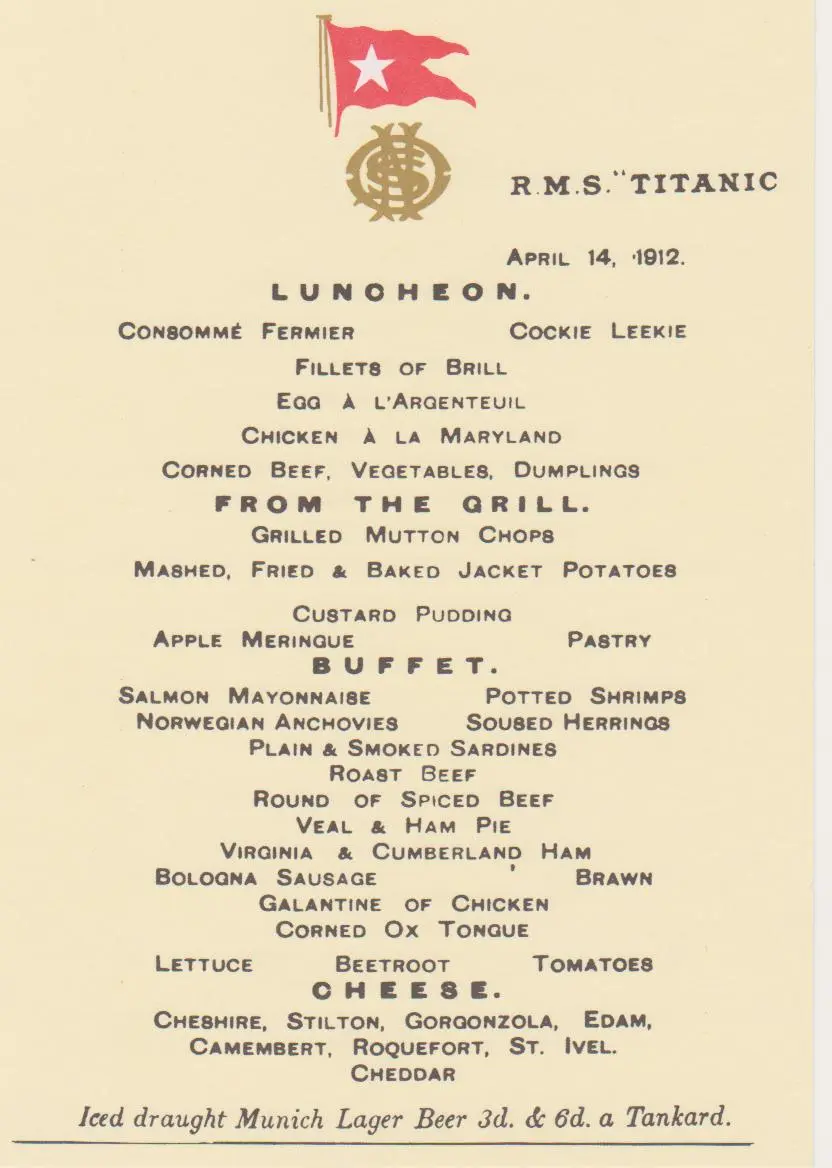 R.M.S. "TITANIC
APRIL 14, 1912.
LUNCHEON.
CONSOMMÉ FERMIER COCKIE LEEKIE
FILLETS OF BRILL
EGG À L'ARGENTEUIL
CHICKEN À LA MARYLAND
CORNED BEEF, VEGETABLES, DUMPLINGS
FROM THE GRILL.
GRILLED MUTTON CHOPS
MASHED, FRIED & BAKED JACKET POTATOES
CUSTARD PUDDING
APPLE MERINGUE PASTRY
BUFFET.
SALMON MAYONNAISE POTTED SHRIMPS
NORWEGIAN ANCHOVIES SOUSED HERRINGS
PLAIN & SMOKED SARDINES
ROAST BEEF
ROUND OF SPICED BEEF
VEAL & HAM PIE
VIRGINIA & CUMBERLAND HAM
BOLOGNA SAUSAGE BRAWN
GALANTINE OF CHICKEN
CORNED OX TONGUE
LETTUCE BEETROOT TOMATOES
CHEESE.
CHESHIRE, STILTON, GORGONZOLA, EDAM,
CAMEMBERT, ROQUEFORT, ST. IVEL.
CHEDDAR
Iced draught Munich Lager Beer 3d. & 6d. a Tankard.